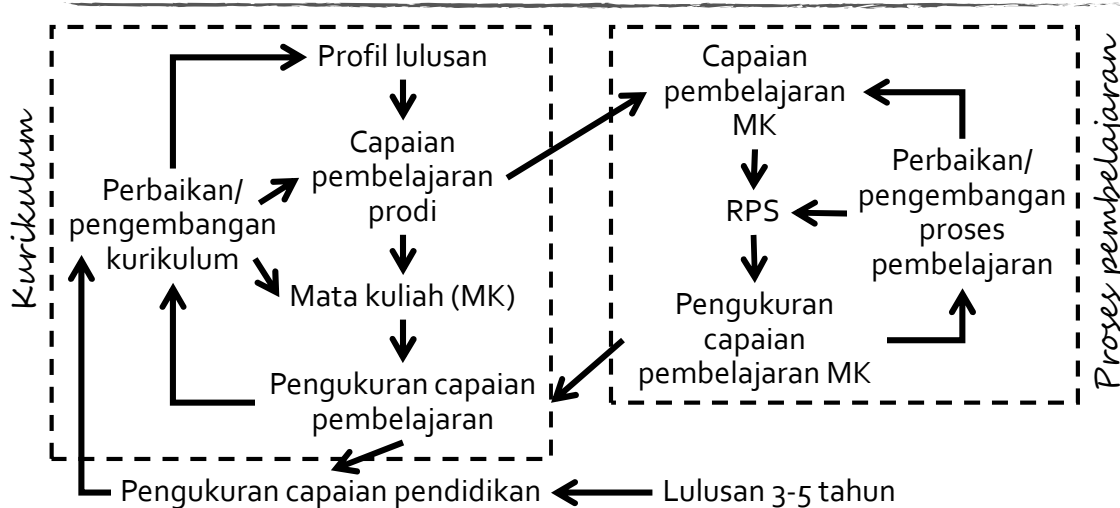 Kurikulum
Profil lulusan
Capaian
pembelajaran
prodi
Perbaikan/
pengembangan
kurikulum
Mata kuliah (MK)
Pengukuran capaian
pembelajaran
Capaian
pembelajaran
MK
RPS
Perbaikan/
pengembangan
proses
pembelajaran
Pengukuran
capaian
pembelajaran MK
Proses pembelajaran
Pengukuran capaian pendidikan
Lulusan 3-5 tahun